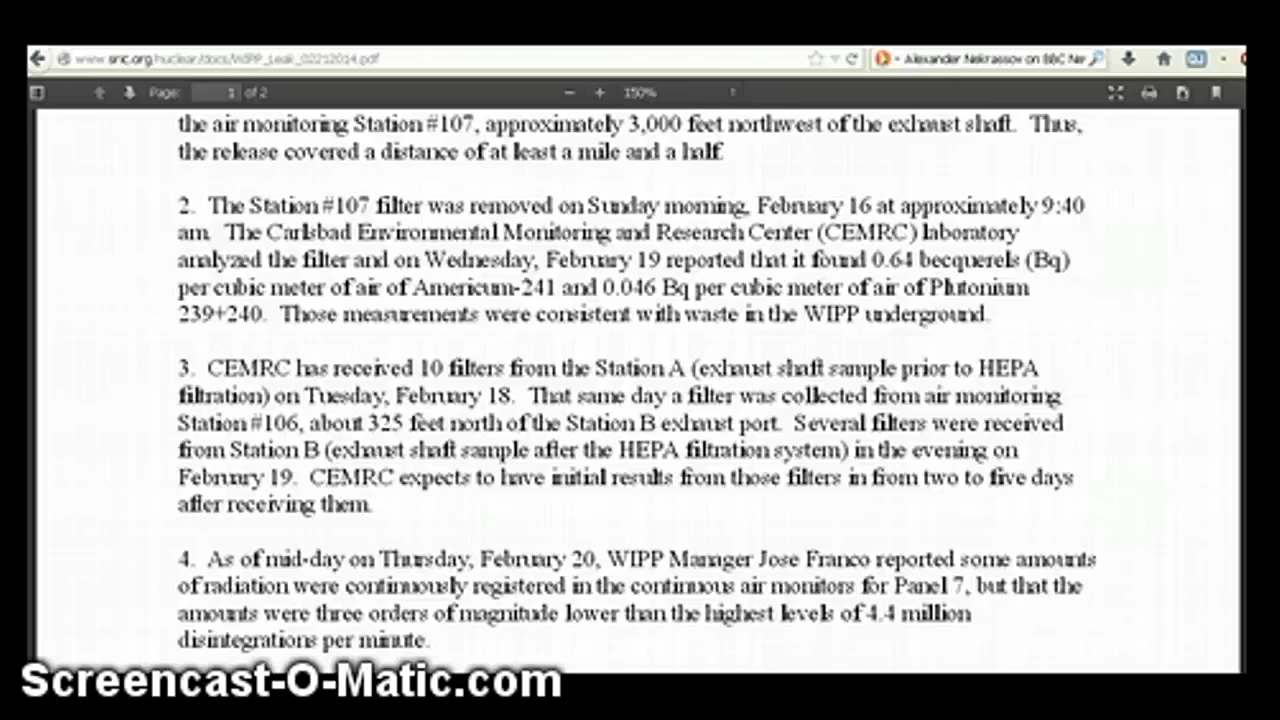 www.sric.org/nuclear/docs/WIPP_Leak_02212014.pdf
Alexander Nekrassov on BBC Ne
Page: 1 of 2
150%
the air monitoring Station #107, approximately 3,000 feet northwest of the exhaust shaft. Thus,
the release covered a distance of at least a mile and a half.
2. The Station #107 filter was removed on Sunday morning, February 16 at approximately 9:40
am. The Carlsbad Environmental Monitoring and Research Center (CEMRC) laboratory
analyzed the filter and on Wednesday, February 19 reported that it found 0.64 becquerels (Bq)
per cubic meter of air of Americum-241 and 0.046 Bq per cubic meter of air of Plutonium
239+240. Those measurements were consistent with waste in the WIPP underground.
3. CEMRC has received 10 filters from the Station A (exhaust shaft sample prior to HEPA
filtration) on Tuesday, February 18. That same day a filter was collected from air monitoring
Station #106, about 325 feet north of the Station B exhaust port. Several filters were received
from Station B (exhaust shaft sample after the HEPA filtration system) in the evening on
February 19. CEMRC expects to have initial results from those filters in from two to five days
after receiving them.
4. As of mid-day on Thursday, February 20, WIPP Manager Jose Franco reported some amounts
of radiation were continuously registered in the continuous air monitors for Panel 7, but that the
amounts were three orders of magnitude lower than the highest levels of 4.4 million
disintegrations per minute.
Screencast-O-Matic.com